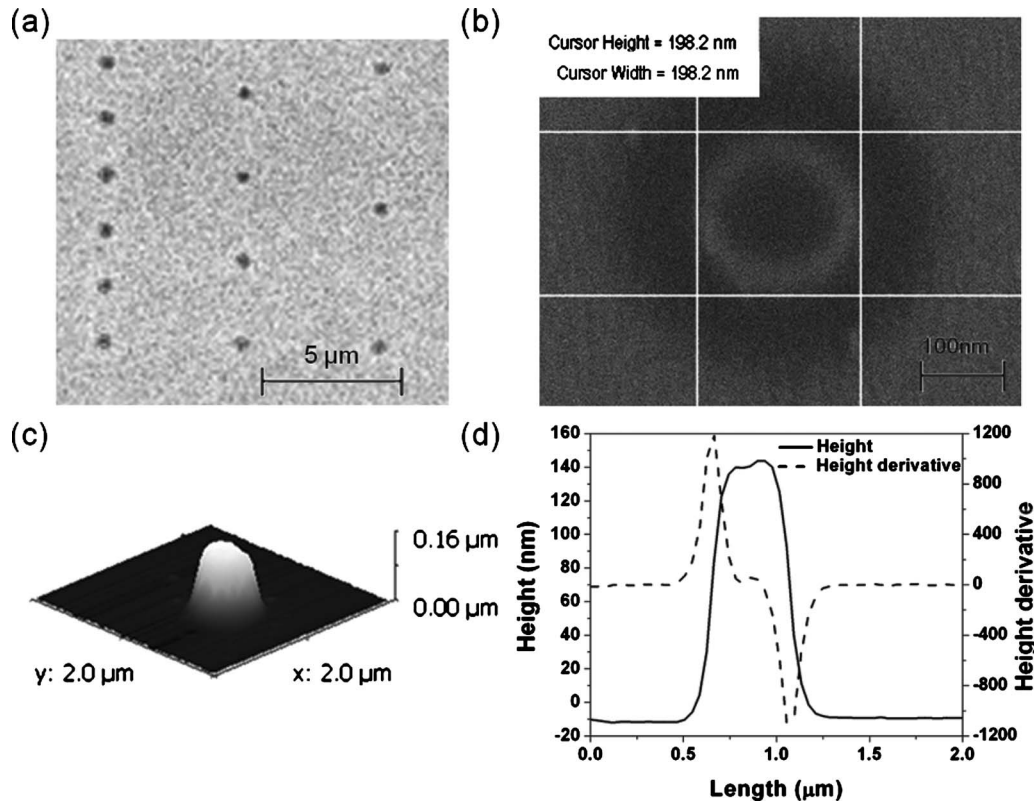 (a)
5 µm
(b)
Cursor Height = 198.2 nm
Cursor Width = 198.2 nm
100nm
(c)
0.16 µm
0.00 µm
y: 2.0 µm
x: 2.0 µm
(d)
Height
Height derivative
160
140
120
100
80
60
40
20
0
-20
Height (nm)
1200
800
400
0
-400
-800
-1200
Height derivative
0.0
0.5
1.0
1.5
2.0
Length (µm)